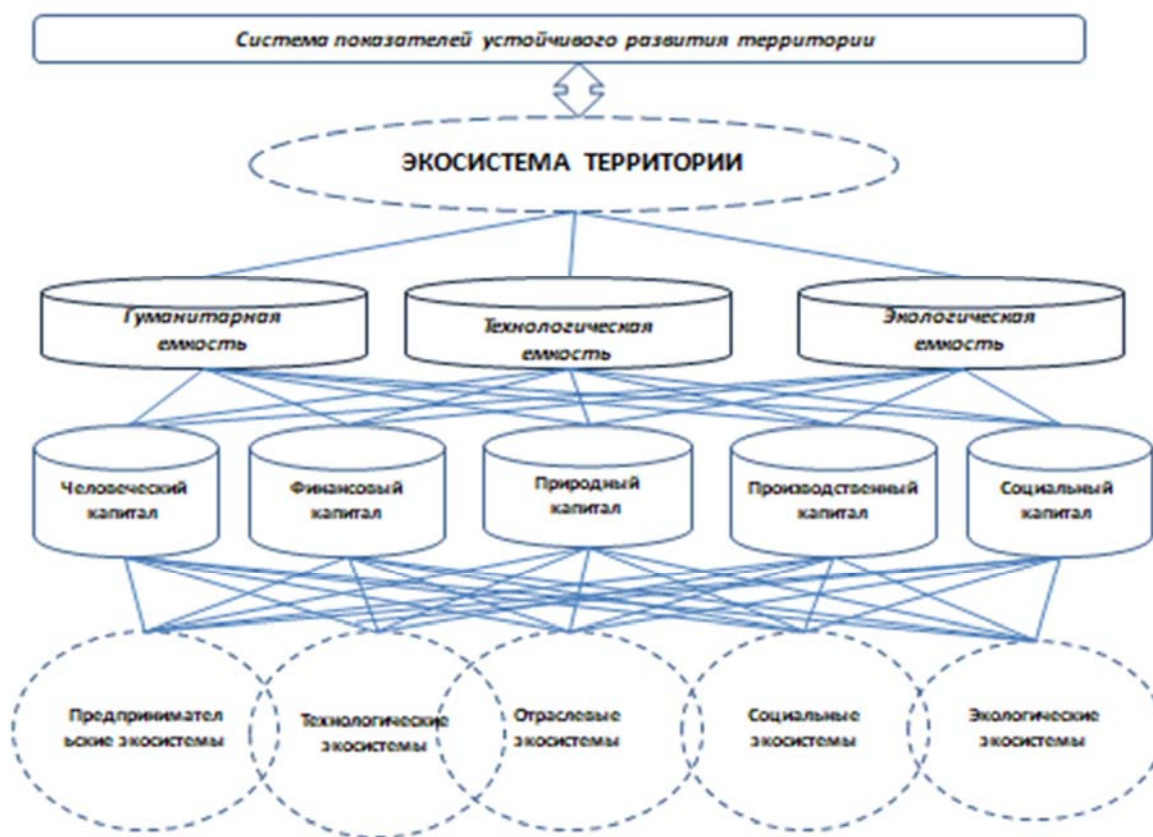 Система показателей устойчивого развития территории
ЭКОСИСТЕМА ТЕРРИТОРИИ
Гуманитарная
емкость
Технологическая
емкость
Экологическая
емкость
Человеческий
капитал
Финансовый
капитал
Природный
капитал
Производственный
капитал
Социальный
капитал
Предпринимател
ьские экосистемы
Технологические
экосистемы
Отраслевые
экосистемы
Социальные
экосистемы
Экологические
экосистемы